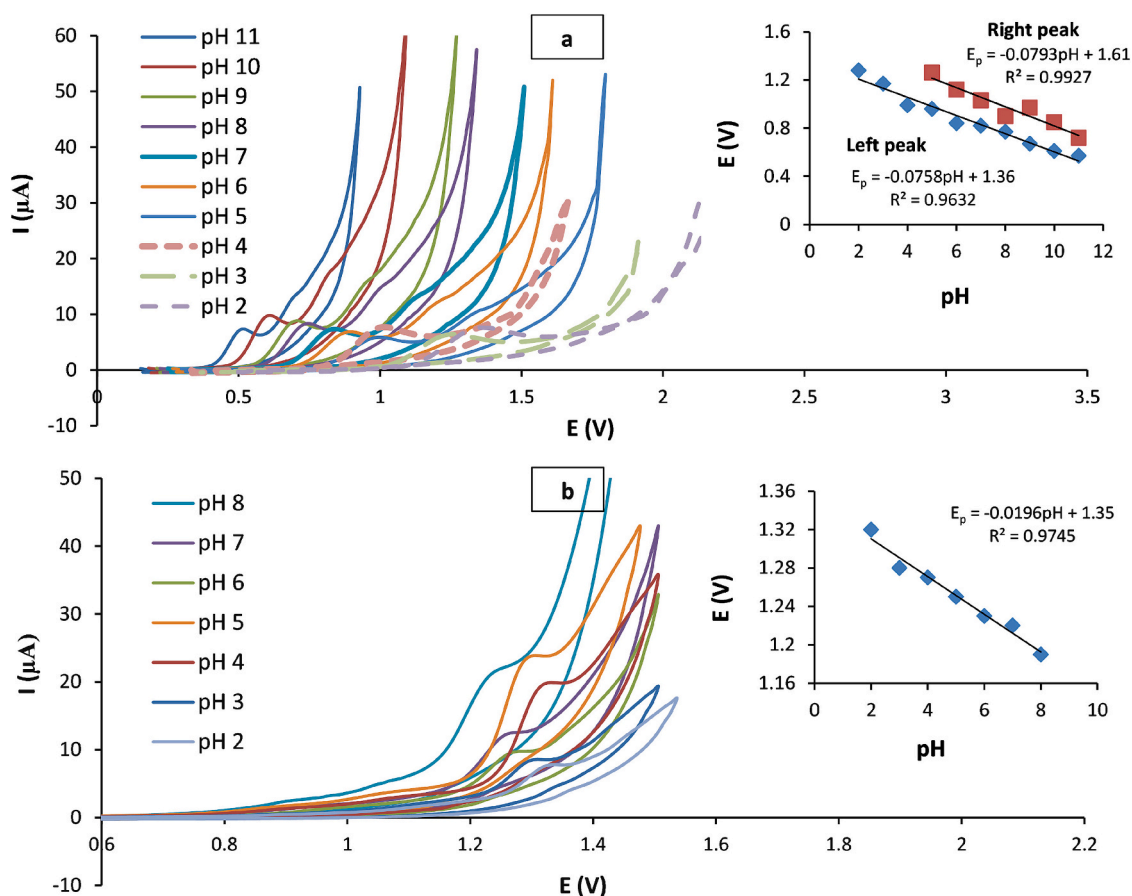 a
60
50
40
30
20
10
0
-10
I (µA)
pH 11
pH 10
pH 9
pH 8
pH 7
pH 6
pH 5
pH 4
pH 3
pH 2
0
0.5
1
1.5
2
2.5
3
3.5
E (V)
1.6
1.2
0.8
0.4
0
E (V)
Right peak
Eₚ = -0.0793pH + 1.61
R² = 0.9927
Left peak
Eₚ = -0.0758pH + 1.36
R² = 0.9632
0 2 4 6 8 10 12
pH
b
50
40
30
20
10
0
-10
I (µA)
pH 8
pH 7
pH 6
pH 5
pH 4
pH 3
pH 2
0.6 0.8 1 1.2 1.4 1.6 1.8 2 2.2
E (V)
1.36
1.32
1.28
1.24
1.2
1.16
E (V)
Eₚ = -0.0196pH + 1.35
R² = 0.9745
0 2 4 6 8 10
pH